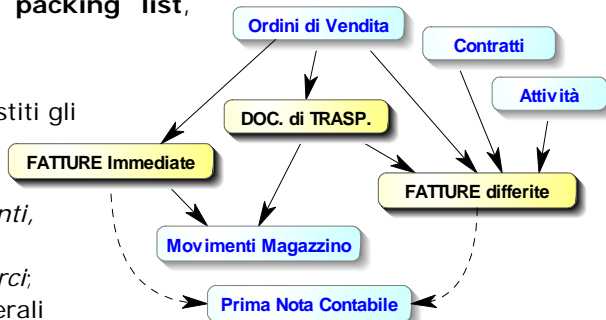 packing list,
Ordini di Vendita
Contratti
Attività
stiti gli
DOC. di TRASP.
FATTURE Immediate
FATTURE differite
nti,
Movimenti Magazzino
rci;
Prima Nota Contabile
erali